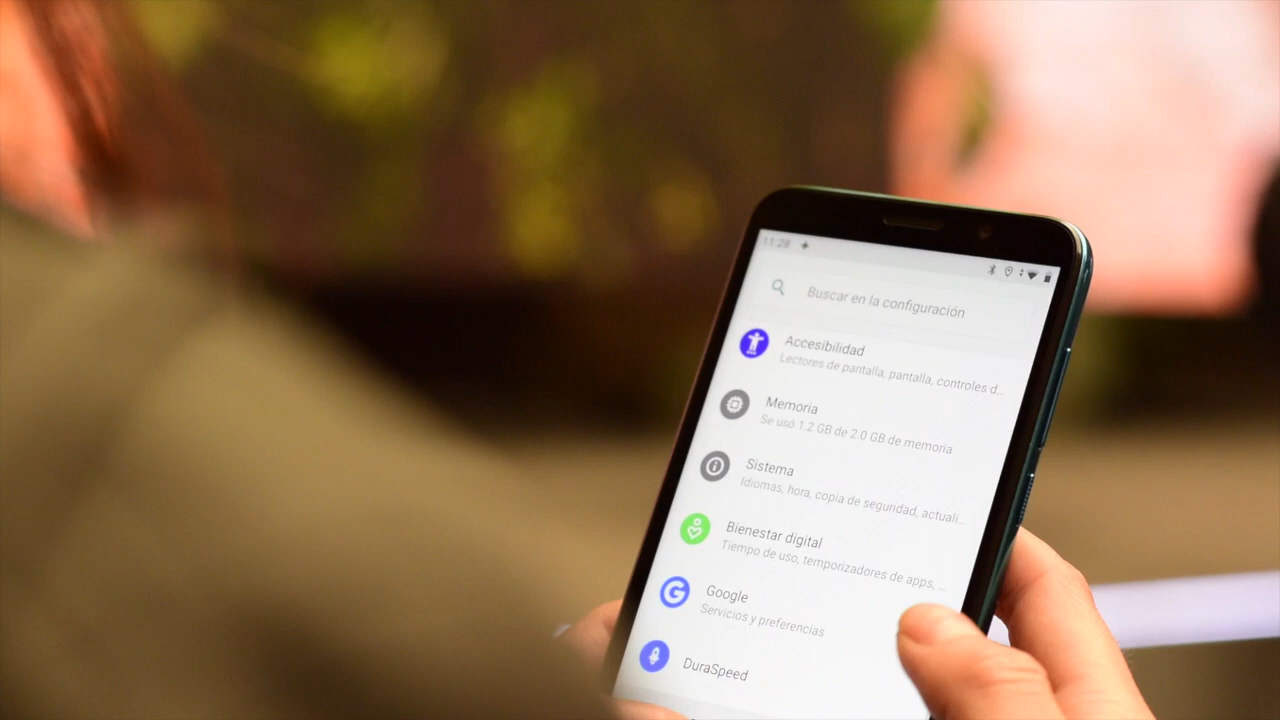 11:28
Buscar en la configuración
Accesibilidad
Lectores de pantalla, pantalla, controles d...
Memoria
Se usó 1.2 GB de 2.0 GB de memoria
Sistema
Idiomas, hora, copia de seguridad, actuali...
Bienestar digital
Tiempo de uso, temporizadores de apps, ...
Google
Servicios y preferencias
DuraSpeed